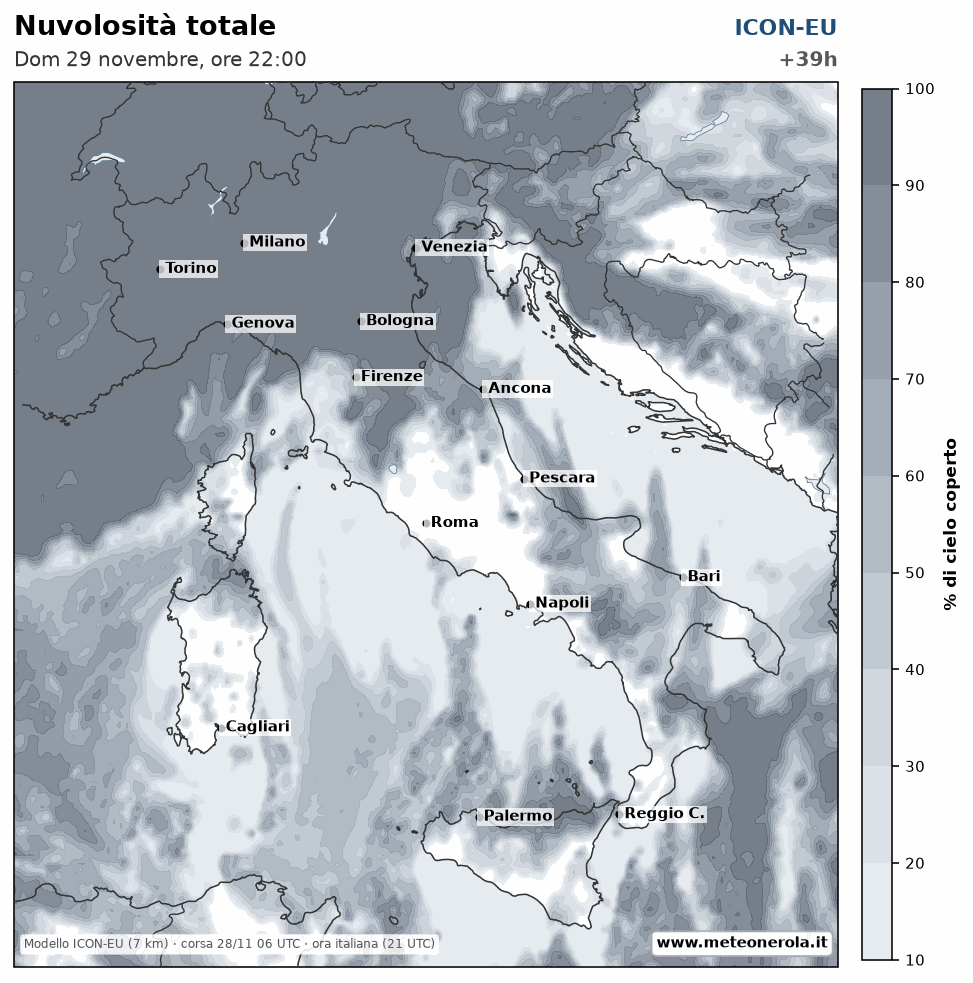 Nuvolosità totale
ICON-EU
Dom 29 novembre, ore 22:00
+39h
Milano
Venezia
Torino
Genova
Bologna
Firenze
Ancona
Pescara
Roma
Bari
Napoli
Cagliari
Palermo
Reggio C.
Modello ICON-EU (7 km) · corsa 28/11 06 UTC · ora italiana (21 UTC)
www.meteonerola.it
100
90
80
70
60
50
40
30
20
10
% di cielo coperto